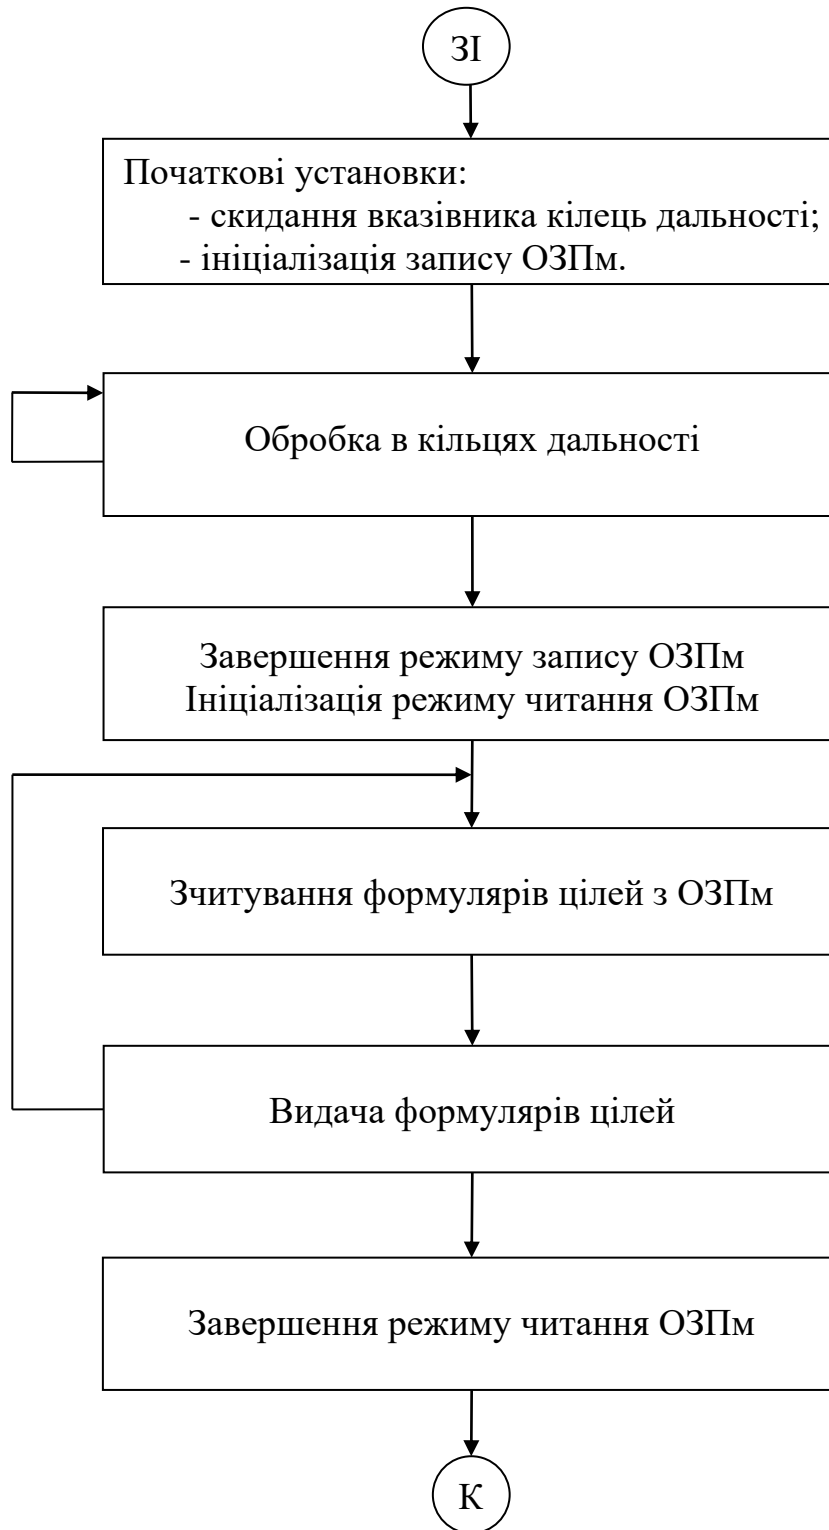 ЗІ
Початкові установки:
- скидання вказівника кілець дальності;
- ініціалізація запису ОЗПм.
Обробка в кільцях дальності
Завершення режиму запису ОЗПм
Ініціалізація режиму читання ОЗПм
Зчитування формулярів цілей з ОЗПм
Видача формулярів цілей
Завершення режиму читання ОЗПм
К